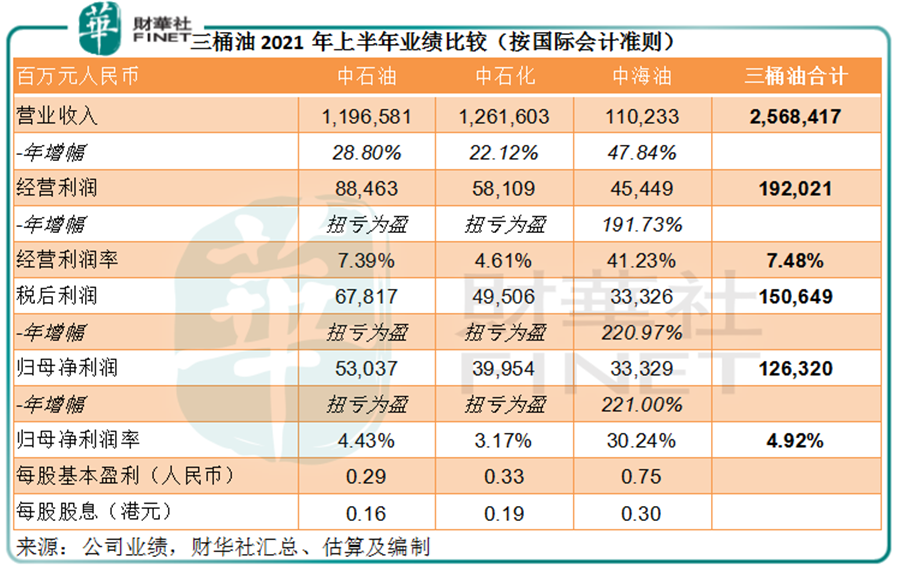 華 財華社
FINET
三桶油 2021 年上半年业绩比较（按国际会计准则）
百万元人民币 中石油 中石化 中海油 三桶油合计
营业收入 1,196,581 1,261,603 110,233 2,568,417
-年增幅 28.80% 22.12% 47.84%
经营利润 88,463 58,109 45,449 192,021
-年增幅 扭亏为盈 扭亏为盈 191.73%
经营利润率 7.39% 4.61% 41.23% 7.48%
税后利润 67,817 49,506 33,326 150,649
-年增幅 扭亏为盈 扭亏为盈 220.97%
归母净利润 53,037 39,954 33,329 126,320
-年增幅 扭亏为盈 扭亏为盈 221.00%
归母净利润率 4.43% 3.17% 30.24% 4.92%
每股基本盈利（人民币） 0.29 0.33 0.75
每股股息（港元） 0.16 0.19 0.30
来源：公司业绩，财华社汇总、估算及编制
華 財華社
FINET